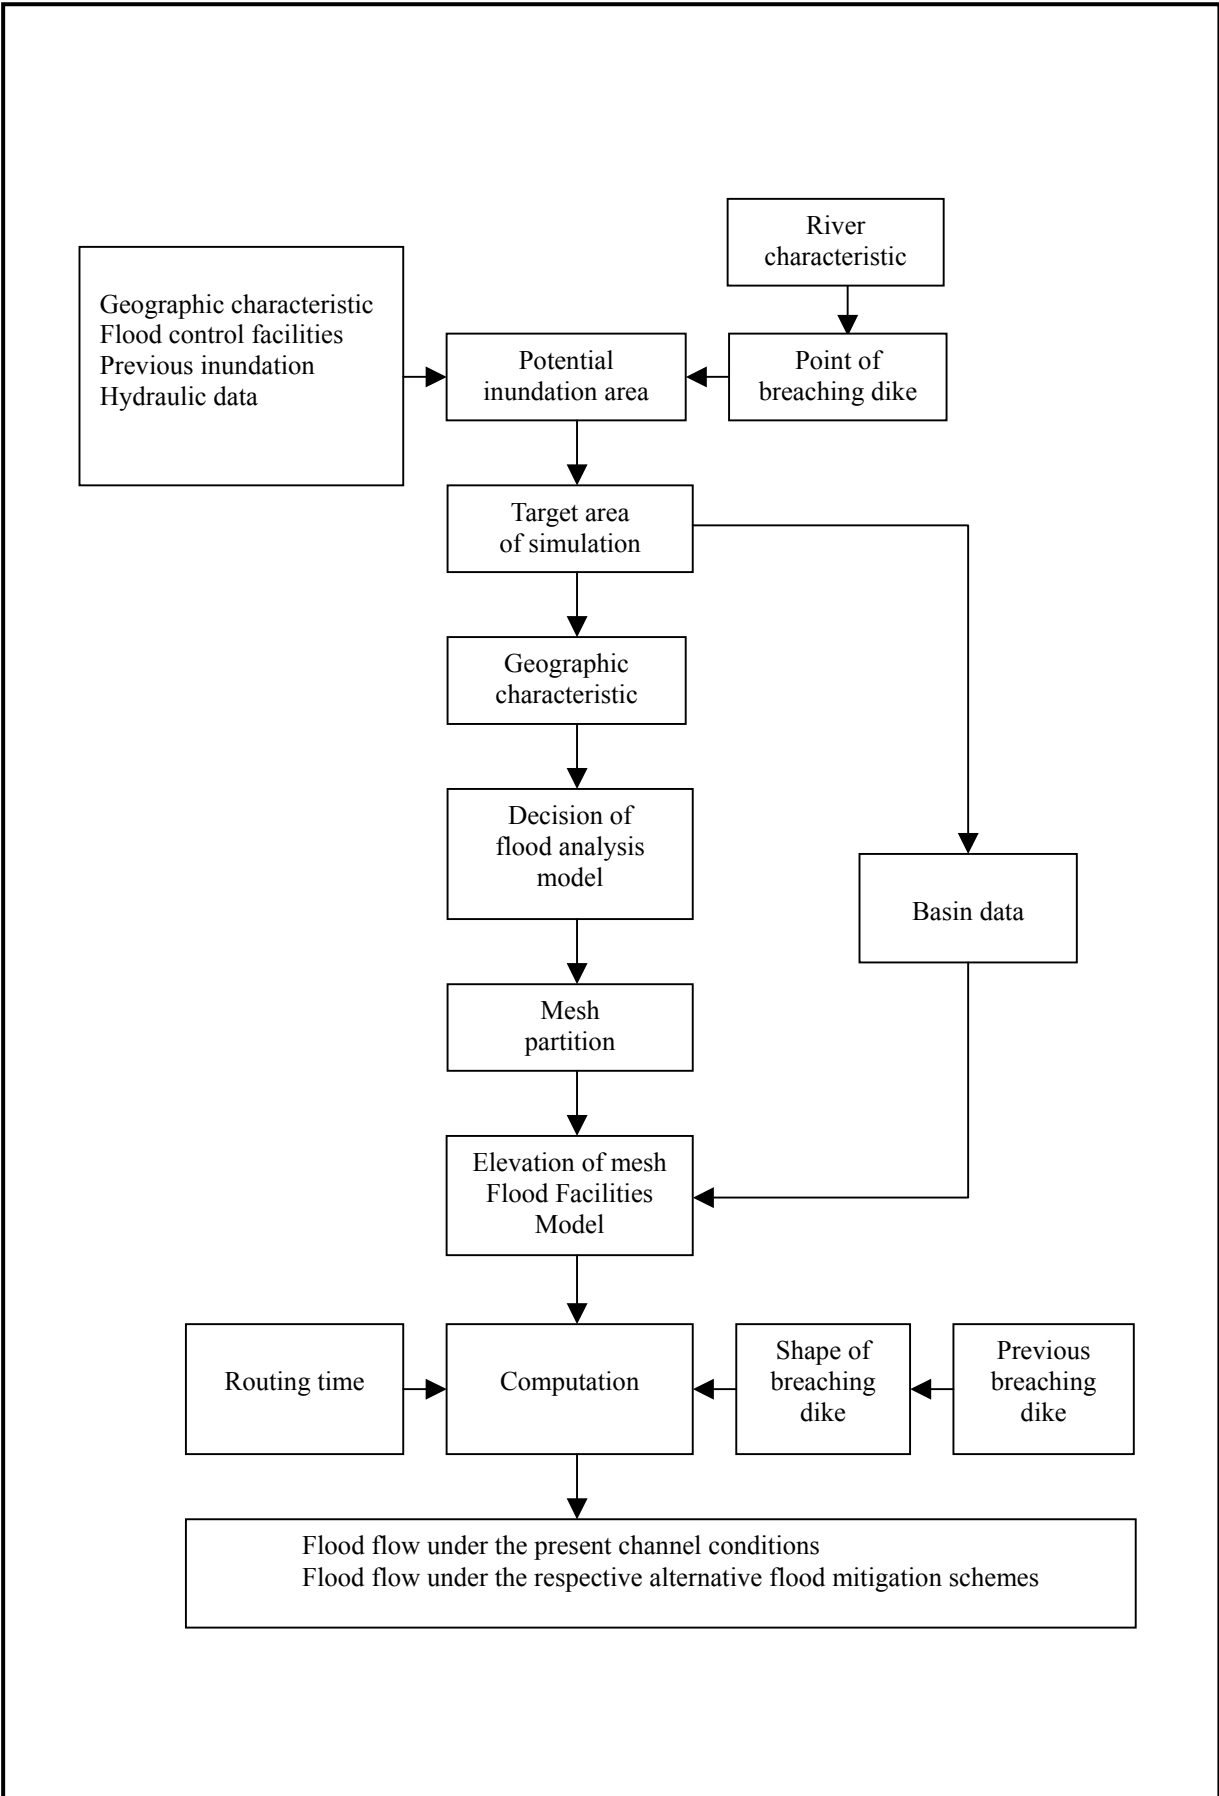 River
characteristic
Geographic characteristic
Flood control facilities
Previous inundation
Hydraulic data
Potential
inundation area
Point of
breaching dike
Target area
of simulation
Geographic
characteristic
Decision of
flood analysis
model
Basin data
Mesh
partition
Elevation of mesh
Flood Facilities
Model
Routing time
Computation
Shape of
breaching
dike
Previous
breaching
dike
Flood flow under the present channel conditions
Flood flow under the respective alternative flood mitigation schemes